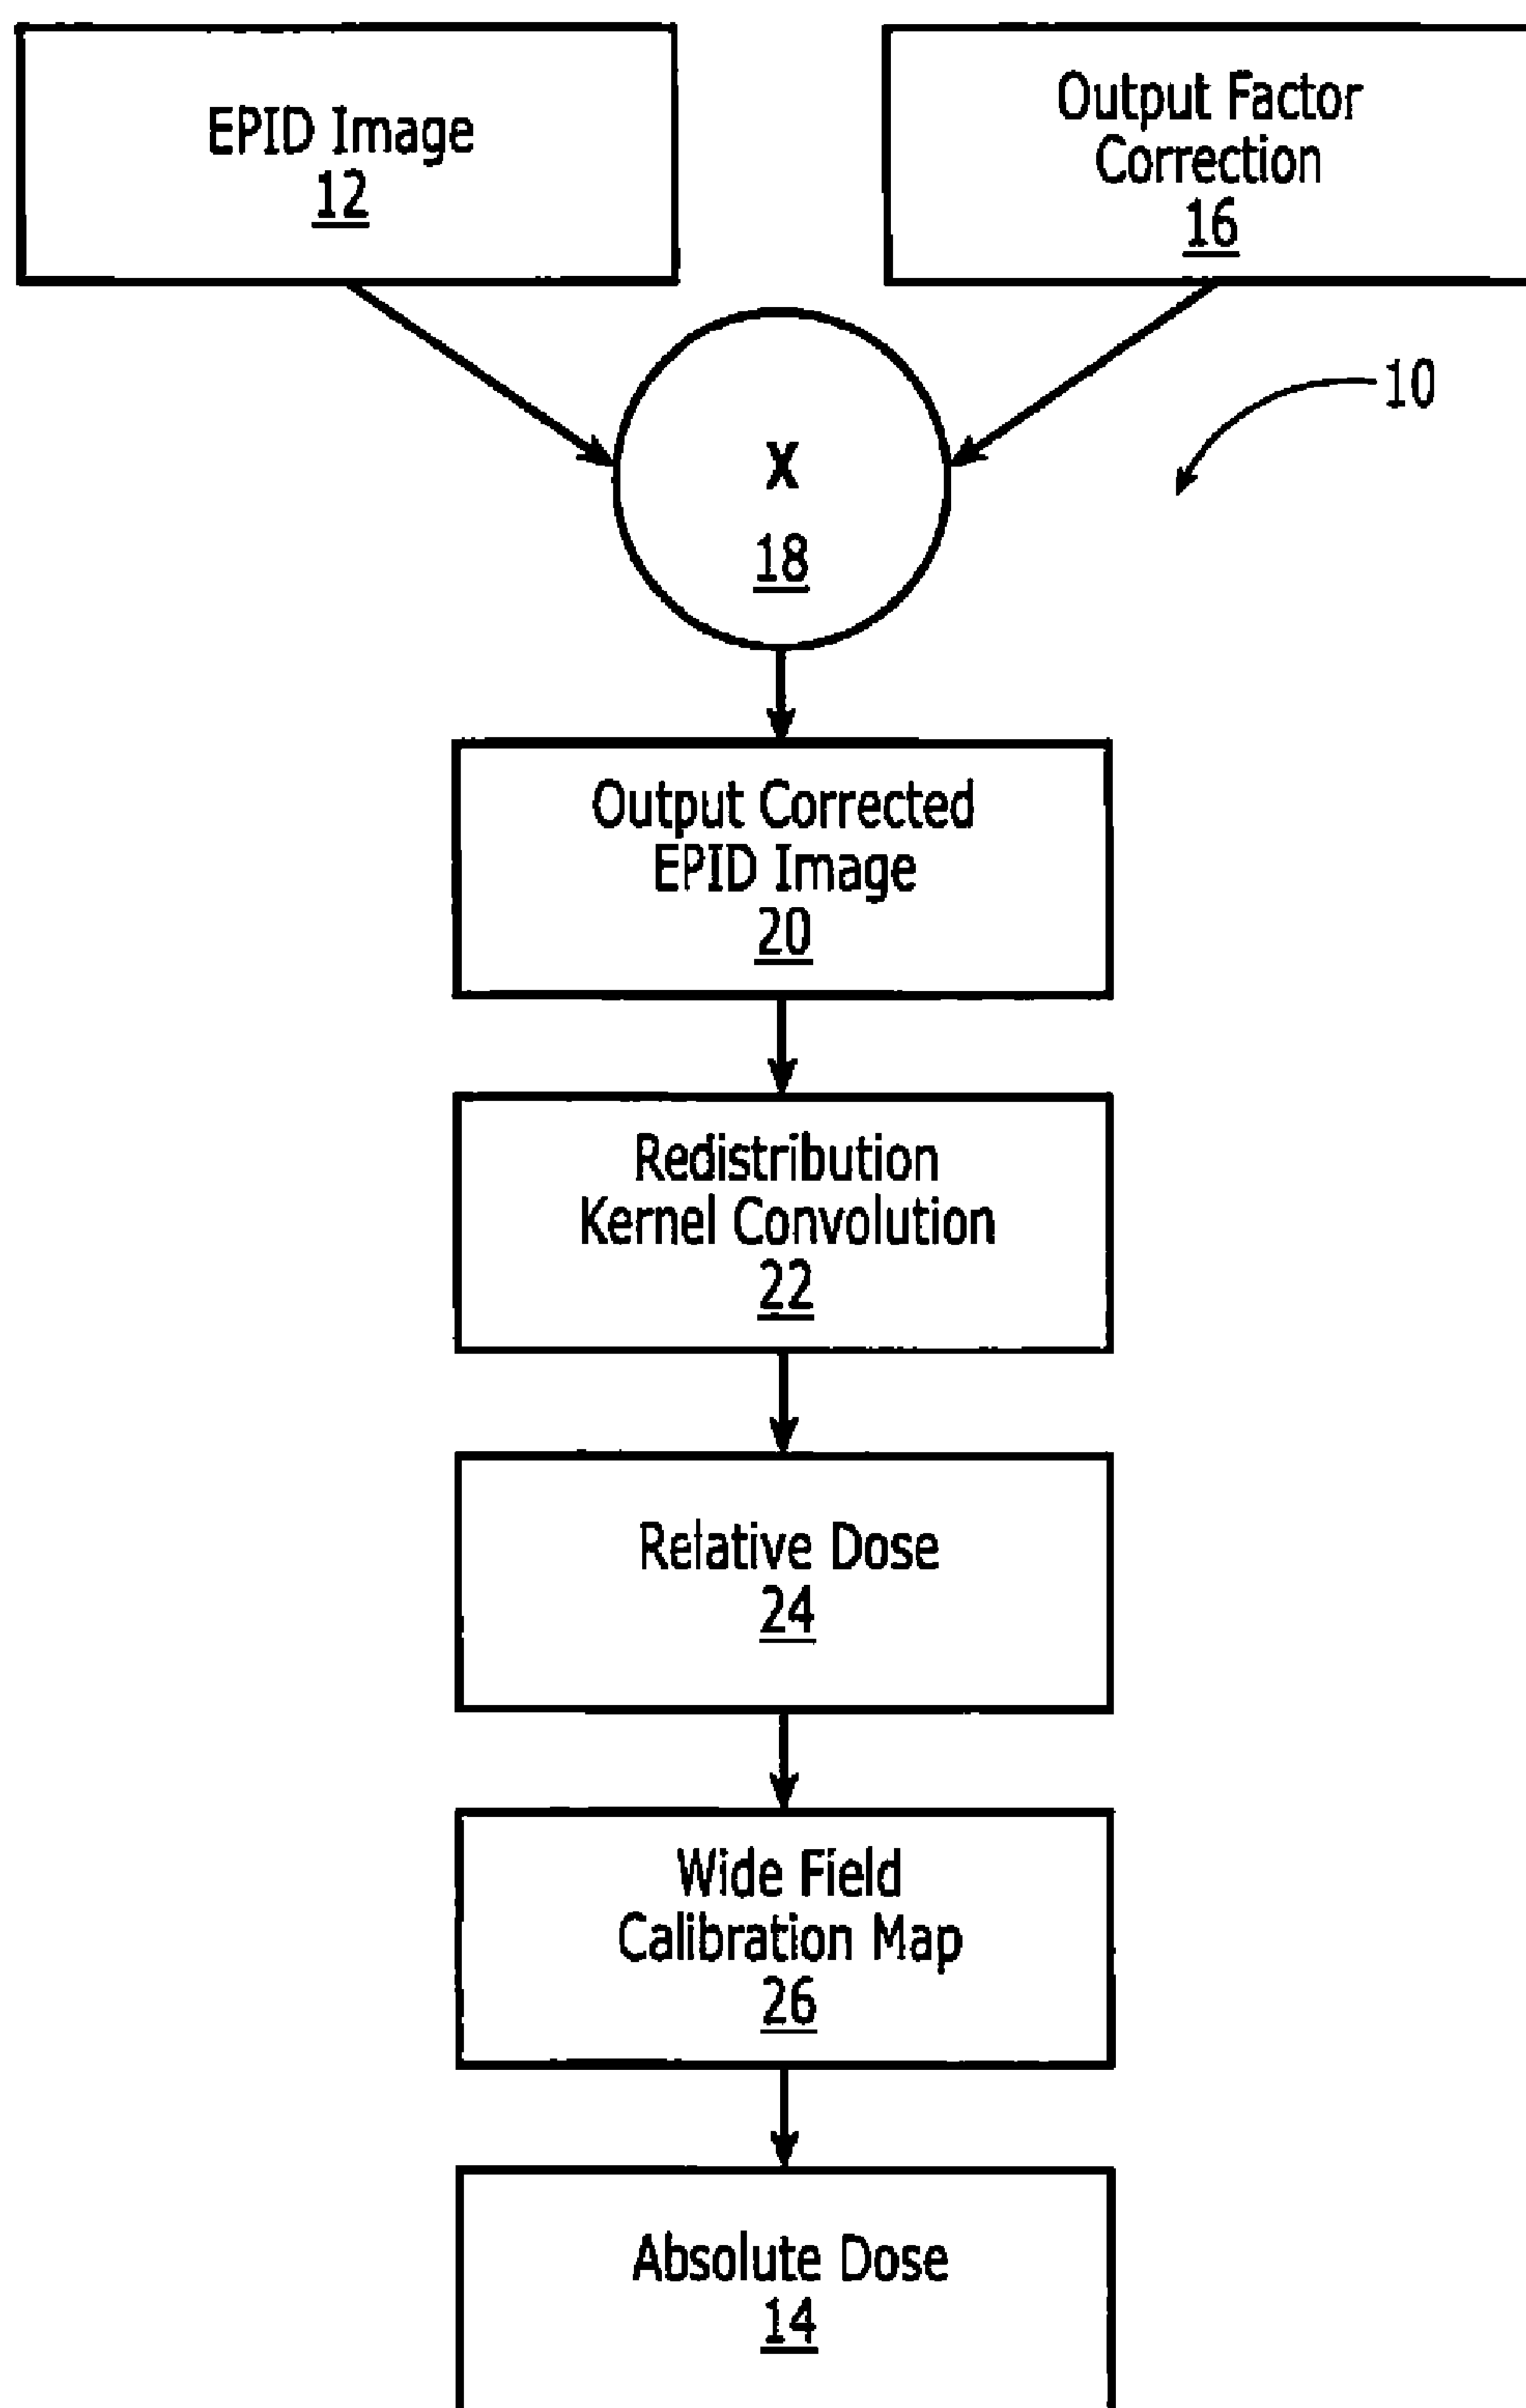 EPID Image
12
Output Factor
Correction
16
10
X
18
Output Corrected
EPID Image
20
Redistribution
Kernel Convolution
22
Relative Dose
24
Wide Field
Calibration Map
26
Absolute Dose
14